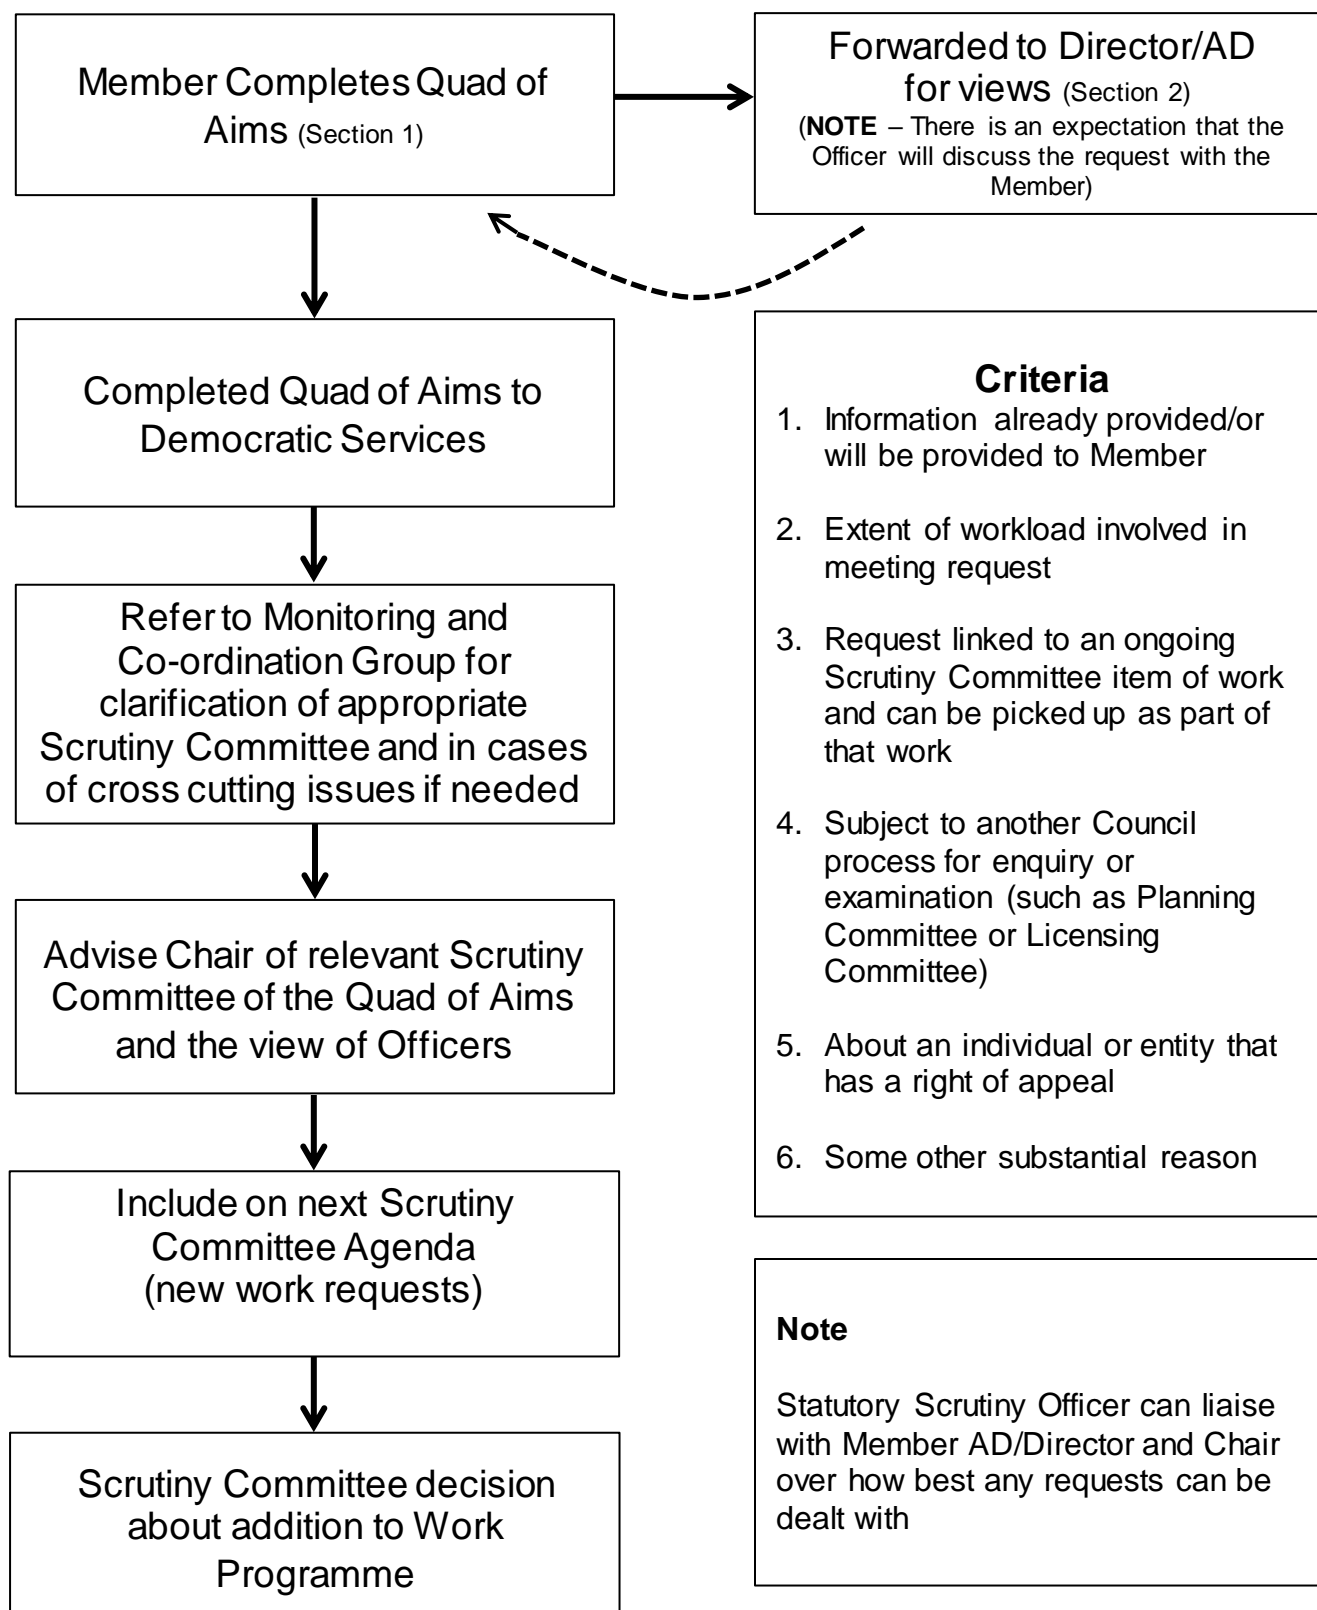 Member Completes Quad of
Aims (Section 1)
Forwarded to Director/AD
for views (Section 2)
(NOTE – There is an expectation that the
Officer will discuss the request with the
Member)
Completed Quad of Aims to
Democratic Services
Refer to Monitoring and
Co-ordination Group for
clarification of appropriate
Scrutiny Committee and in cases
of cross cutting issues if needed
Advise Chair of relevant Scrutiny
Committee of the Quad of Aims
and the view of Officers
Include on next Scrutiny
Committee Agenda
(new work requests)
Scrutiny Committee decision
about addition to Work
Programme
Criteria
1. Information already provided/or
will be provided to Member
2. Extent of workload involved in
meeting request
3. Request linked to an ongoing
Scrutiny Committee item of work
and can be picked up as part of
that work
4. Subject to another Council
process for enquiry or
examination (such as Planning
Committee or Licensing
Committee)
5. About an individual or entity that
has a right of appeal
6. Some other substantial reason
Note
Statutory Scrutiny Officer can liaise
with Member AD/Director and Chair
over how best any requests can be
dealt with